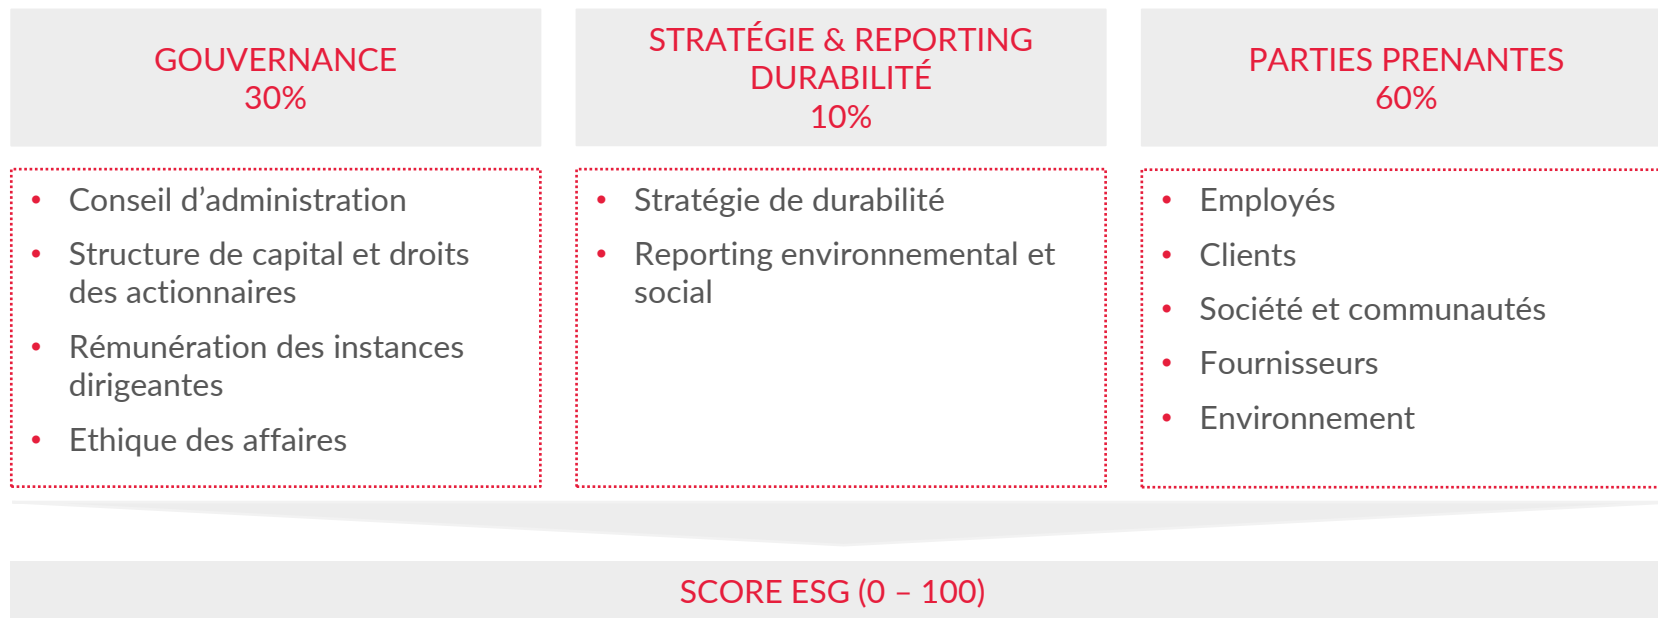 GOUVERNANCE
30%
STRATÉGIE & REPORTING
DURABILITÉ
10%
PARTIES PRENANTES
60%
• Conseil d’administration
• Structure de capital et droits
des actionnaires
• Rémunération des instances
dirigeantes
• Ethique des affaires
• Stratégie de durabilité
• Reporting environnemental et
social
• Employés
• Clients
• Société et communautés
• Fournisseurs
• Environnement
SCORE ESG (0 – 100)